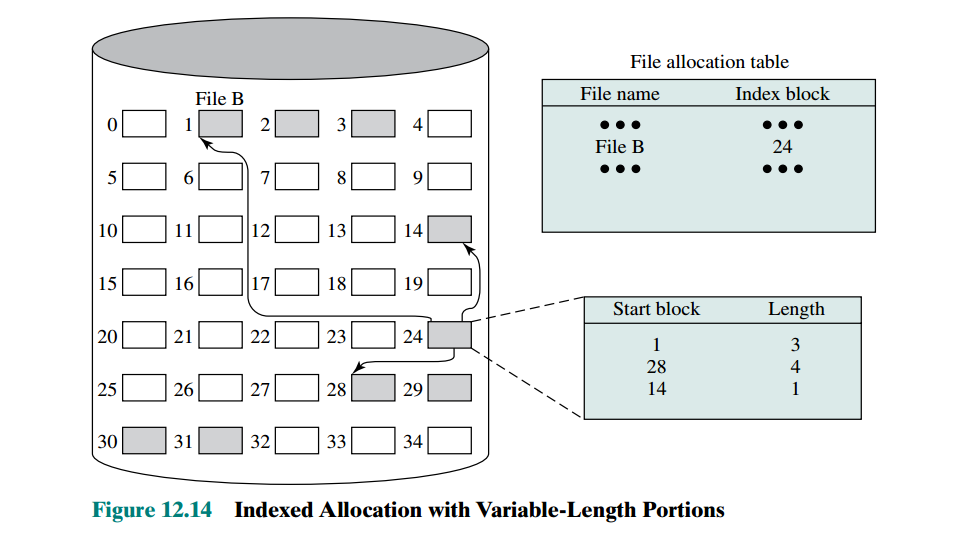 File allocation table
File name Index block
••• •••
File B 24
••• •••
File B
0 1 2 3 4
5 6 7 8 9
10 11 12 13 14
15 16 17 18 19
20 21 22 23 24
25 26 27 28 29
30 31 32 33 34
Start block Length
1 3
28 4
14 1
Figure 12.14 Indexed Allocation with Variable-Length Portions